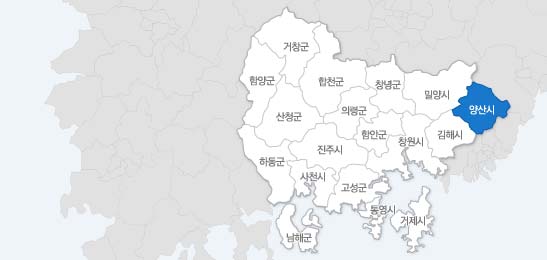 거창군
함양군
합천군
창녕군
밀양시
양산시
산청군
의령군
함안군
창원시
김해시
진주시
하동군
사천시
고성군
통영시
거제시
남해군